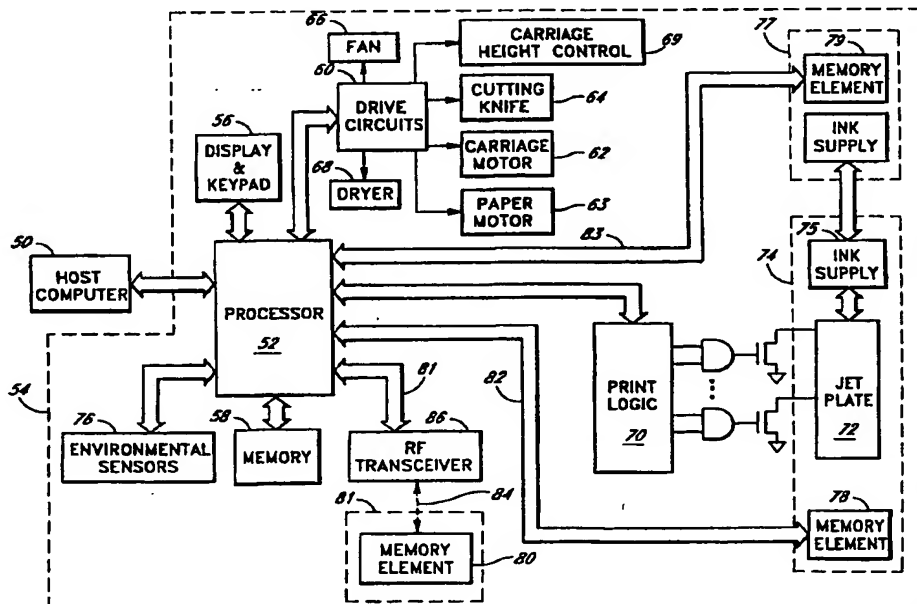 66
FAN
60
DRIVE
CIRCUITS
CARRIAGE
HEIGHT CONTROL
69
CUTTING
KNIFE
64
CARRIAGE
MOTOR
62
PAPER
MOTOR
63
68
DRYER
56
DISPLAY
&
KEYPAD
77
79
MEMORY
ELEMENT
INK
SUPPLY
83
50
HOST
COMPUTER
PROCESSOR
52
74
75
INK
SUPPLY
54
76
ENVIRONMENTAL
SENSORS
58
MEMORY
81
86
RF
TRANSCEIVER
84
81
MEMORY
ELEMENT
80
82
PRINT
LOGIC
70
JET
PLATE
72
78
MEMORY
ELEMENT